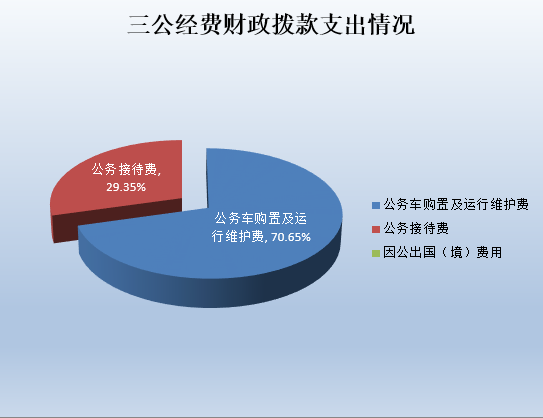 三公经费财政拨款支出情况
公务接待费,
29.35%
公务车购置及运
行维护费, 70.65%
公务车购置及运行维护费
公务接待费
因公出国（境）费用